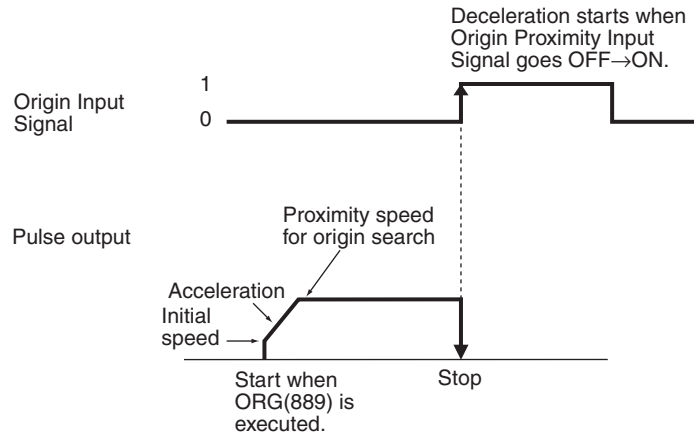 Deceleration starts when
Origin Proximity Input
Signal goes OFF→ON.
Origin Input
Signal
1
0
Pulse output
Proximity speed
for origin search
Acceleration
Initial
speed
Start when
ORG(889) is
executed.
Stop